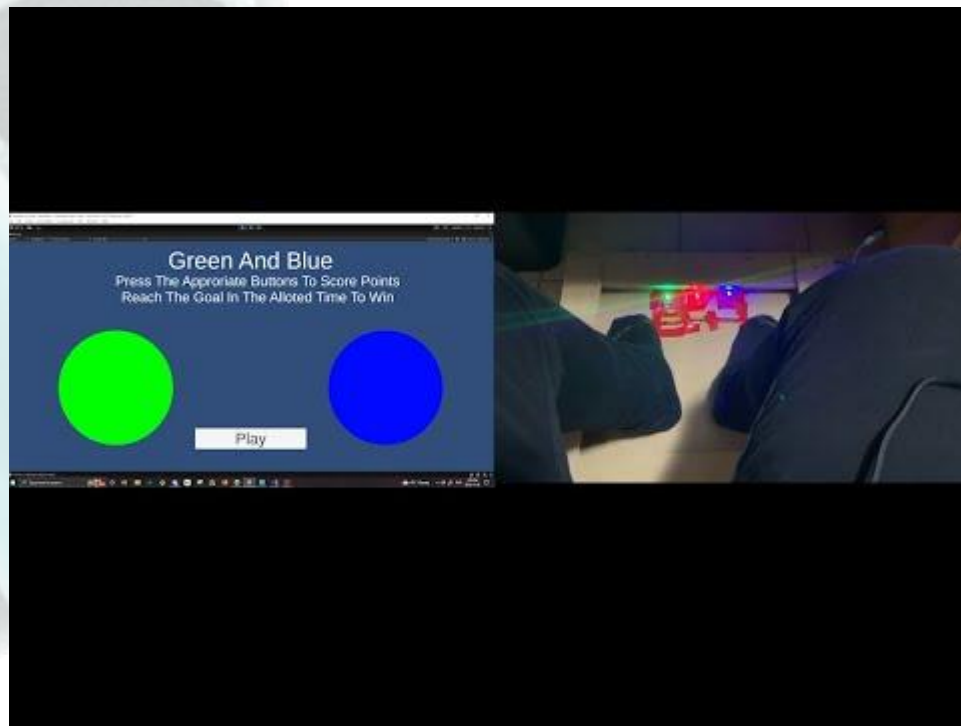 Green And Blue
Press The Approriate Buttons To Score Points
Reach The Goal In The Alloted Time To Win
Play